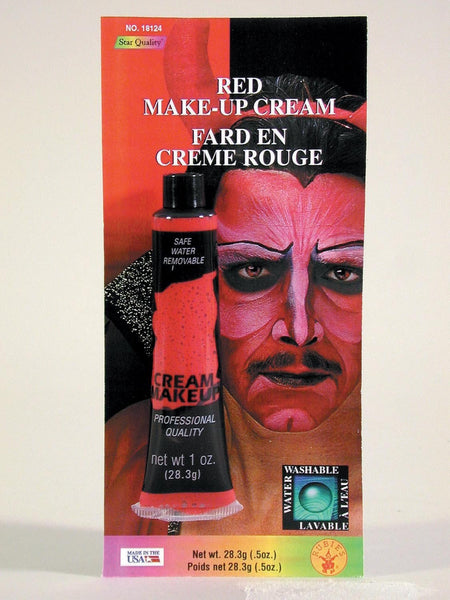 NO. 18124
Star Quality
RED
MAKE-UP CREAM
FARD EN
CREME ROUGE
SAFE
WATER
REMOVABLE
CREAM
MAKEUP
PROFESSIONAL
QUALITY
net wt 1 oz.
(28.3g)
WATER WASHABLE
LAVABLE À L'EAU
MADE IN THE
USA
Net wt. 28.3g (.5oz.)
Poids net 28.3g (.5oz.)
RUBIES